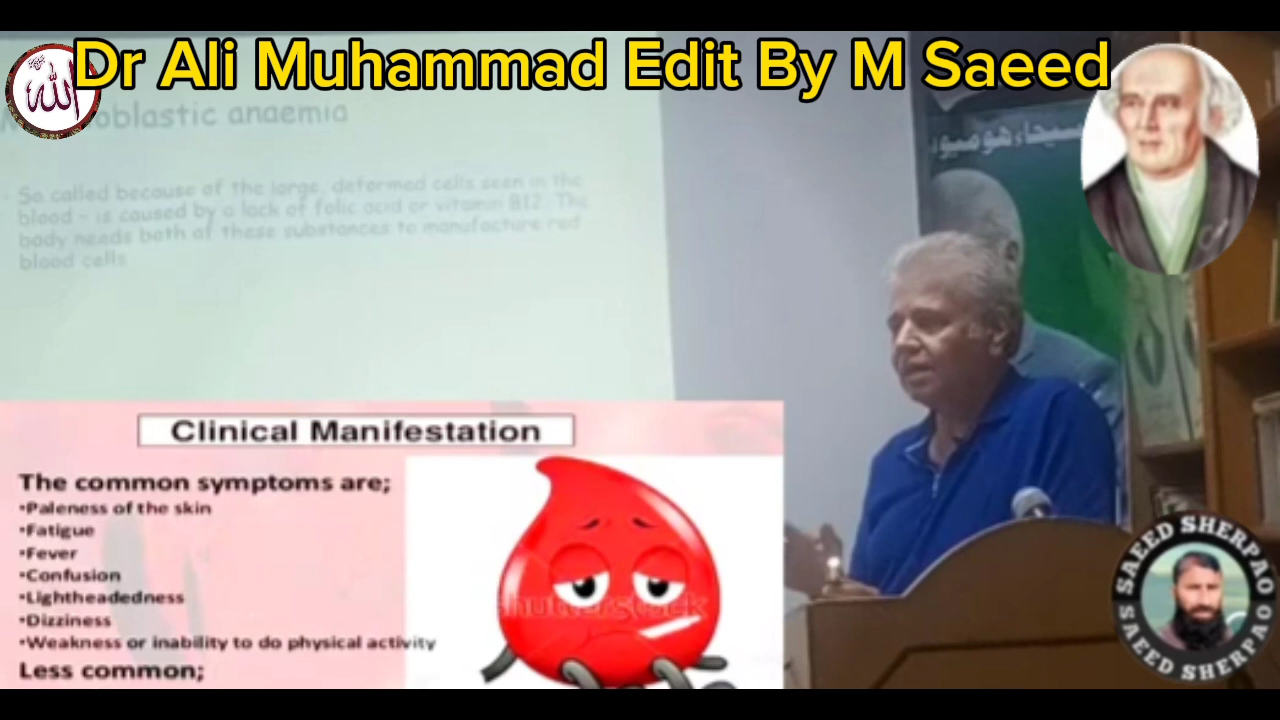 Dr Ali Muhammad Edit By M Saeed
الله
oblastic anaemia
So called because of the large, deformed cells seen in the
blood - is caused by a lack of folic acid or vitamin B12. The
body needs both of these substances to manufacture red
blood cells
Clinical Manifestation
The common symptoms are;
•Paleness of the skin
•Fatigue
•Fever
•Confusion
•Lightheadedness
•Dizziness
•Weakness or inability to do physical activity
Less common;
shutterstock
SAEED SHERPAO
SAEED SHERPAO